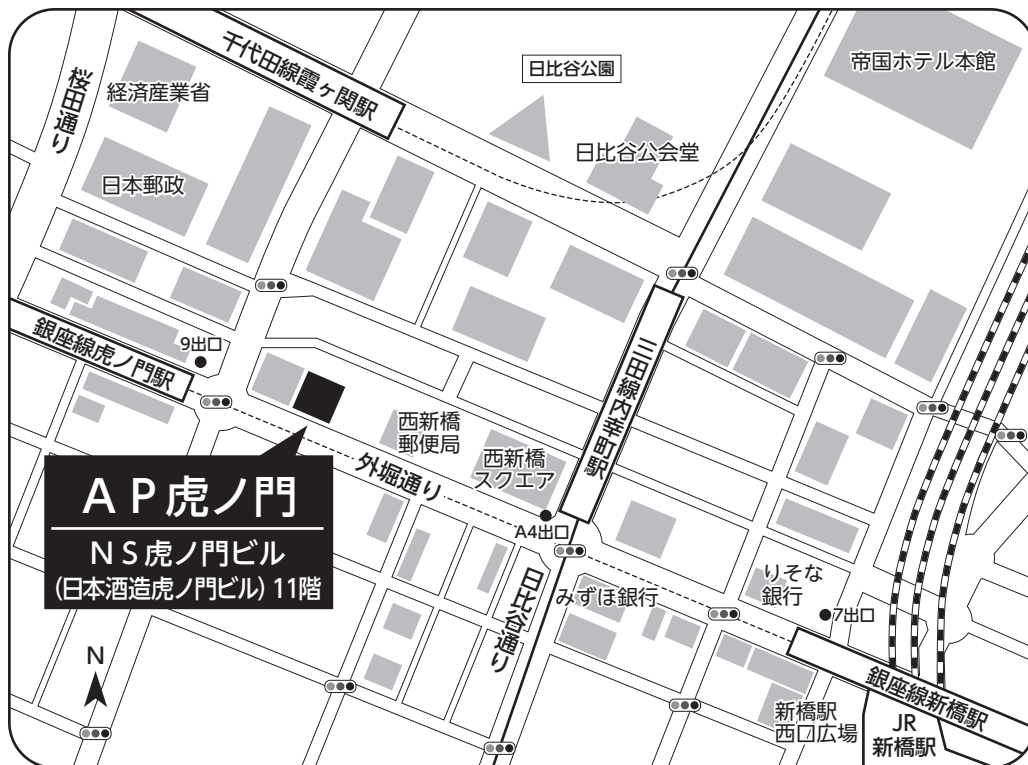 千代田線霞ヶ関駅
日比谷公園
帝国ホテル本館
桜田通り
経済産業省
日比谷公会堂
日本郵政
銀座線虎ノ門駅
9出口
三田線内幸町駅
西新橋
郵便局
西新橋
スクエア
外堀通り
A4出口
AP虎ノ門
NS虎ノ門ビル
(日本酒造虎ノ門ビル) 11階
日比谷通り
みずほ銀行
りそな
銀行
7出口
N
銀座線新橋駅
新橋駅
西口広場
JR
新橋駅